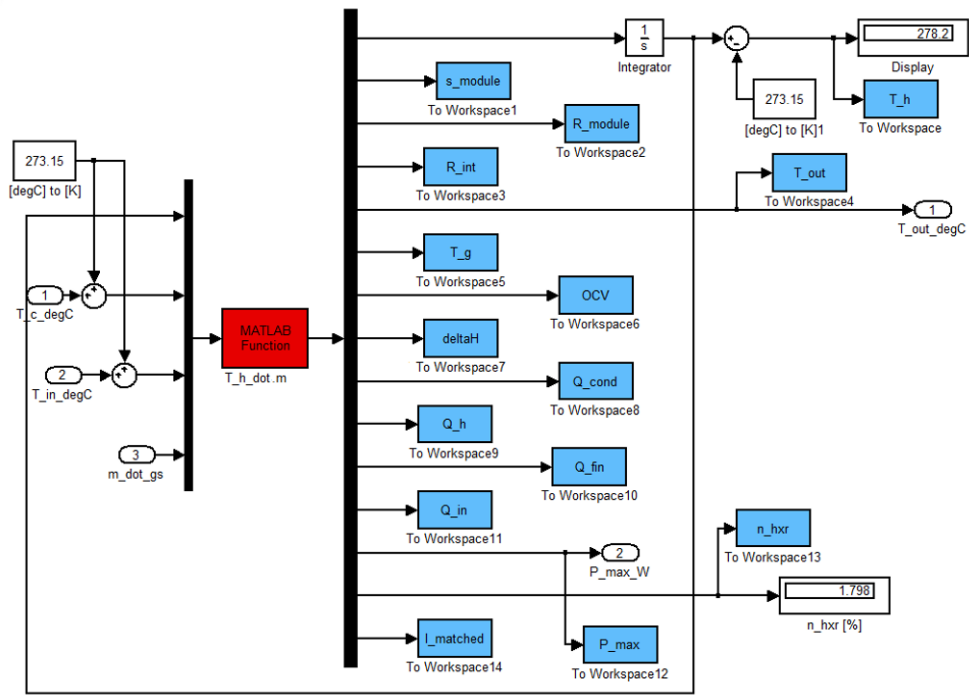 1
s
Integrator
+
-
278.2
Display
s_module
To Workspace1
273.15
[degC] to [K]1
T_h
To Workspace
R_module
To Workspace2
273.15
[degC] to [K]
R_int
To Workspace3
T_out
To Workspace4
1
T_out_degC
T_g
To Workspace5
1
T_c_degC
+
+
OCV
To Workspace6
MATLAB
Function
T_h_dot.m
deltaH
To Workspace7
2
T_in_degC
+
+
Q_cond
To Workspace8
Q_h
To Workspace9
3
m_dot_gs
Q_fin
To Workspace10
Q_in
To Workspace11
n_hxr
To Workspace13
2
P_max_W
1.798
n_hxr [%]
I_matched
To Workspace14
P_max
To Workspace12